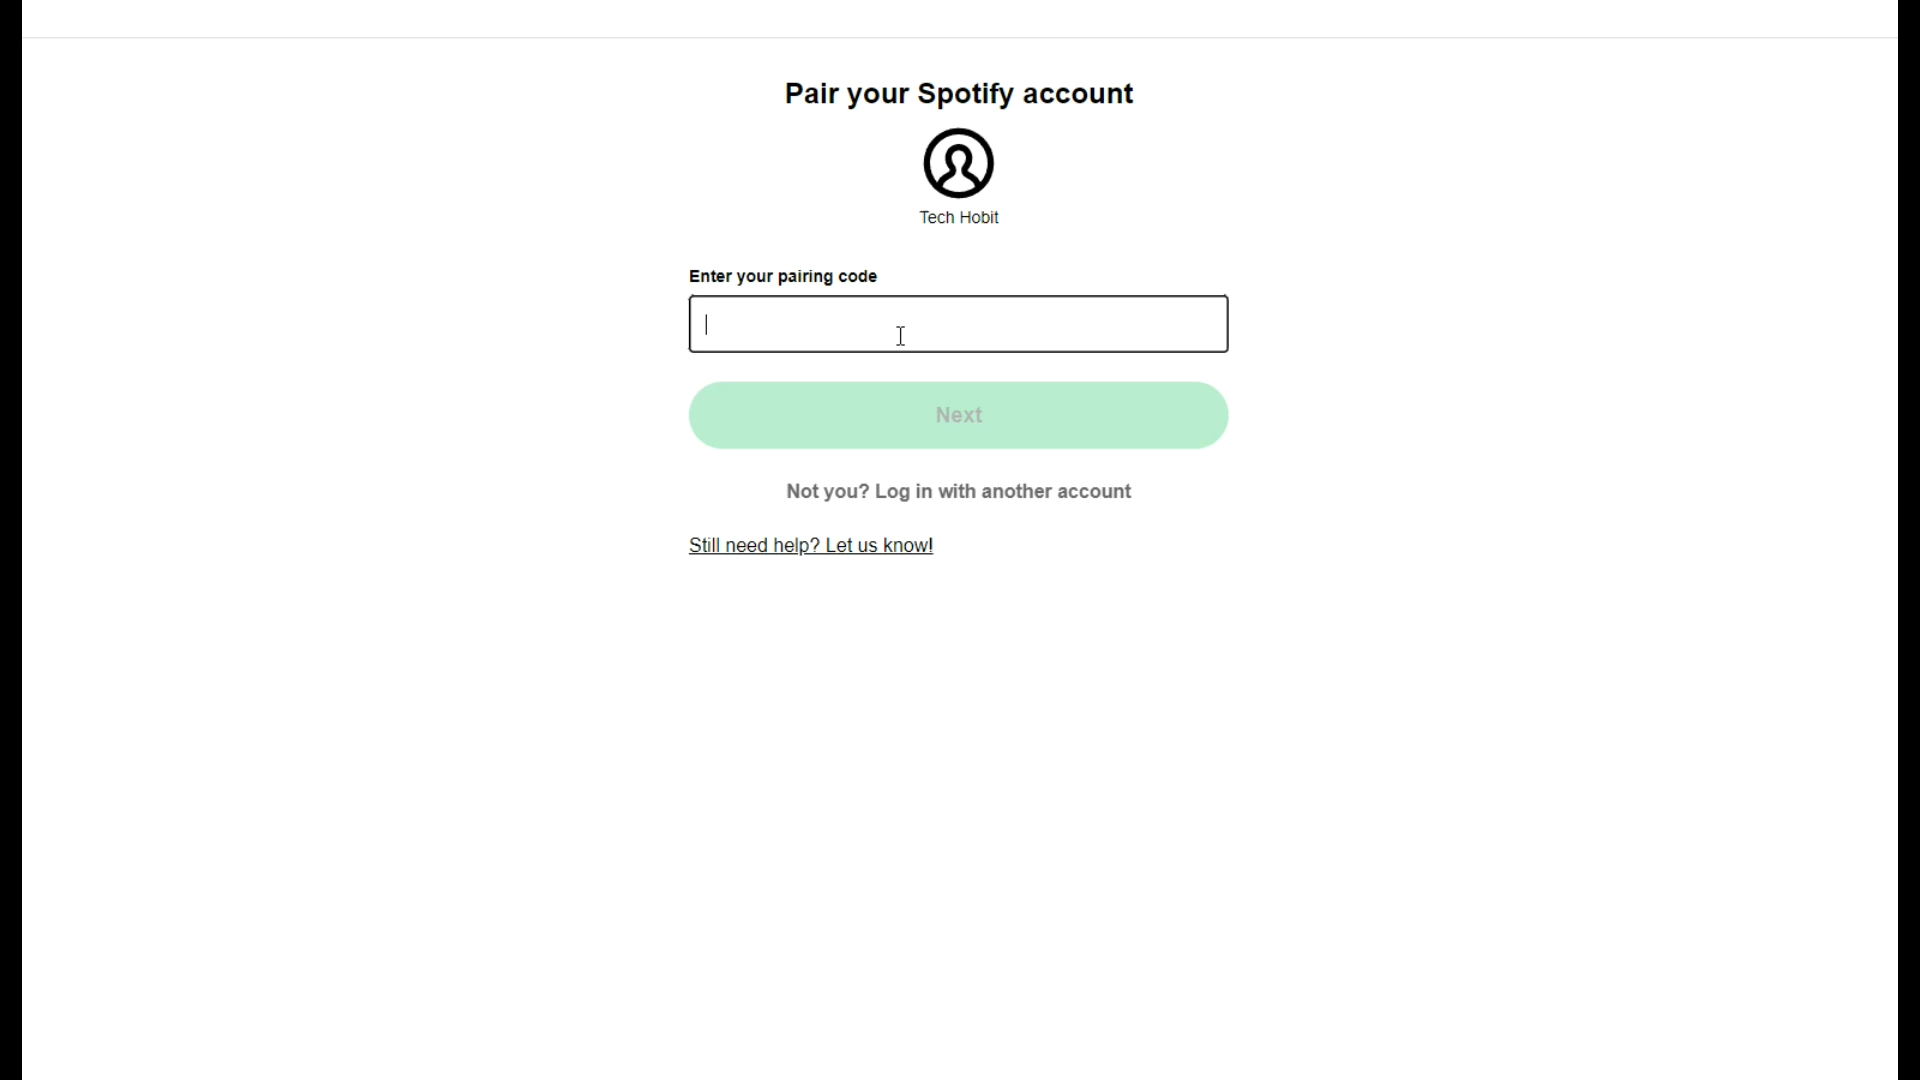 Pair your Spotify account
Tech Hobit
Enter your pairing code
Next
Not you? Log in with another account
Still need help? Let us know!